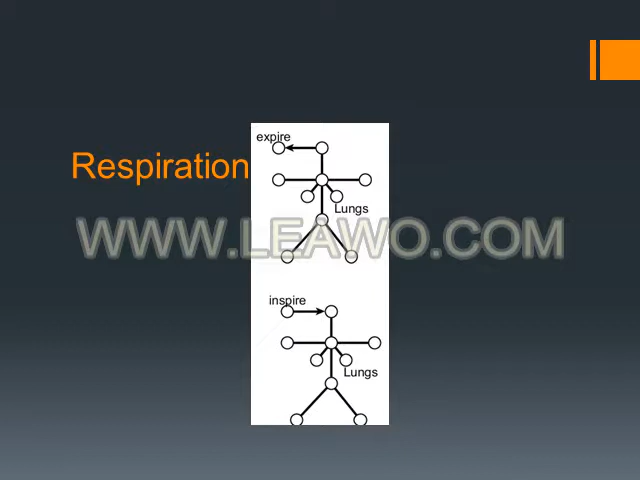 expire
Respiration
Lungs
WWW.LEAWO.COM
inspire
Lungs